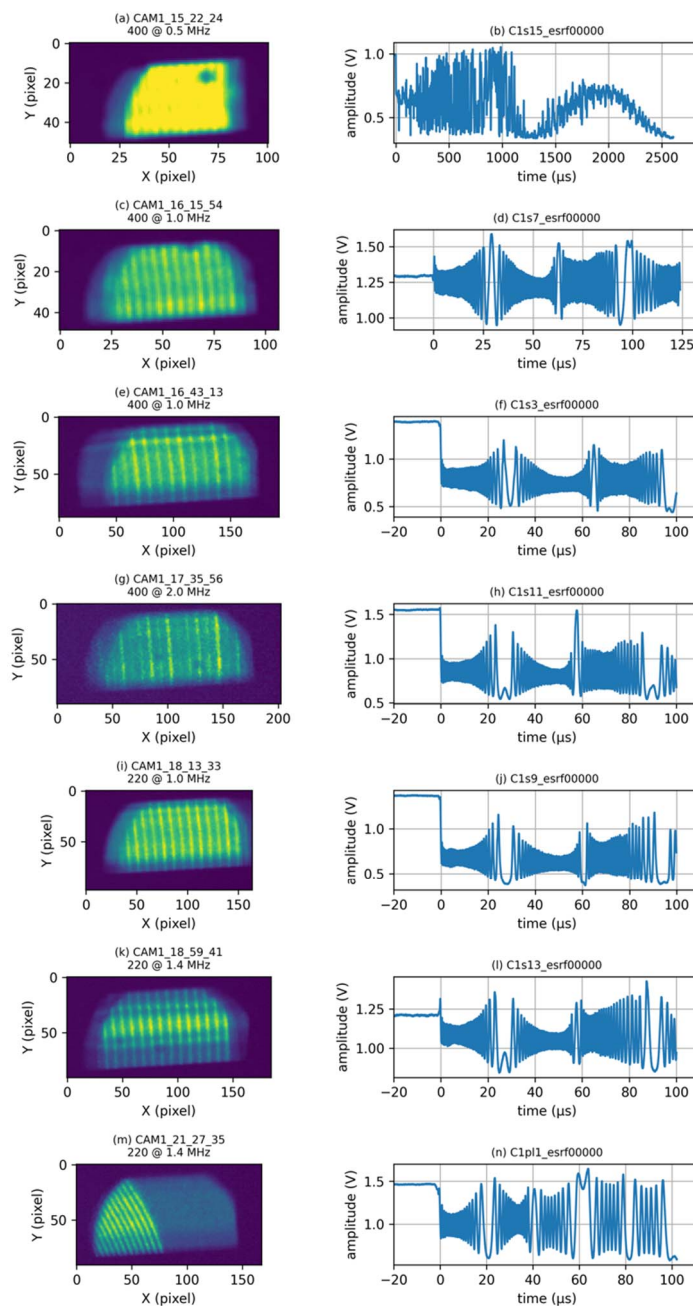 (a) CAM1_15_22_24
400 @ 0.5 MHz
0
20
40
Y (pixel)
0 25 50 75 100
X (pixel)
(b) C1s15_esrf00000
1.0
0.5
amplitude (V)
0 500 1000 1500 2000 2500
time (μs)
(c) CAM1_16_15_54
400 @ 1.0 MHz
0
20
40
Y (pixel)
0 25 50 75 100
X (pixel)
(d) C1s7_esrf00000
1.50
1.25
1.00
amplitude (V)
0 25 50 75 100 125
time (μs)
(e) CAM1_16_43_13
400 @ 1.0 MHz
0
50
Y (pixel)
0 50 100 150
X (pixel)
(f) C1s3_esrf00000
1.0
0.5
amplitude (V)
−20 0 20 40 60 80 100
time (μs)
(g) CAM1_17_35_56
400 @ 2.0 MHz
0
50
Y (pixel)
0 50 100 150 200
X (pixel)
(h) C1s11_esrf00000
1.5
1.0
0.5
amplitude (V)
−20 0 20 40 60 80 100
time (μs)
(i) CAM1_18_13_33
220 @ 1.0 MHz
0
50
Y (pixel)
0 50 100 150
X (pixel)
(j) C1s9_esrf00000
1.0
0.5
amplitude (V)
−20 0 20 40 60 80 100
time (μs)
(k) CAM1_18_59_41
220 @ 1.4 MHz
0
50
Y (pixel)
0 50 100 150
X (pixel)
(l) C1s13_esrf00000
1.25
1.00
amplitude (V)
−20 0 20 40 60 80 100
time (μs)
(m) CAM1_21_27_35
220 @ 1.4 MHz
0
50
Y (pixel)
0 50 100 150
X (pixel)
(n) C1pl1_esrf00000
1.5
1.0
amplitude (V)
−20 0 20 40 60 80 100
time (μs)